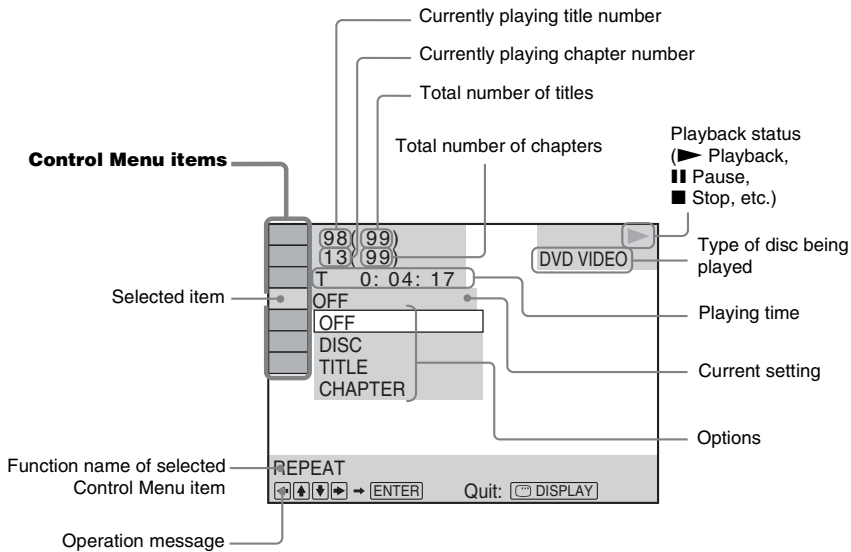 Currently playing title number
Currently playing chapter number
Total number of titles
Total number of chapters
Playback status
(► Playback,
❚❚ Pause,
■ Stop, etc.)
Control Menu items
98( 99)
13( 99)
DVD VIDEO
Type of disc being
played
T 0: 04: 17
Playing time
Selected item
OFF
OFF
DISC
TITLE
CHAPTER
Current setting
Options
Function name of selected
Control Menu item
REPEAT
←↑↓→ → ENTER Quit: DISPLAY
Operation message